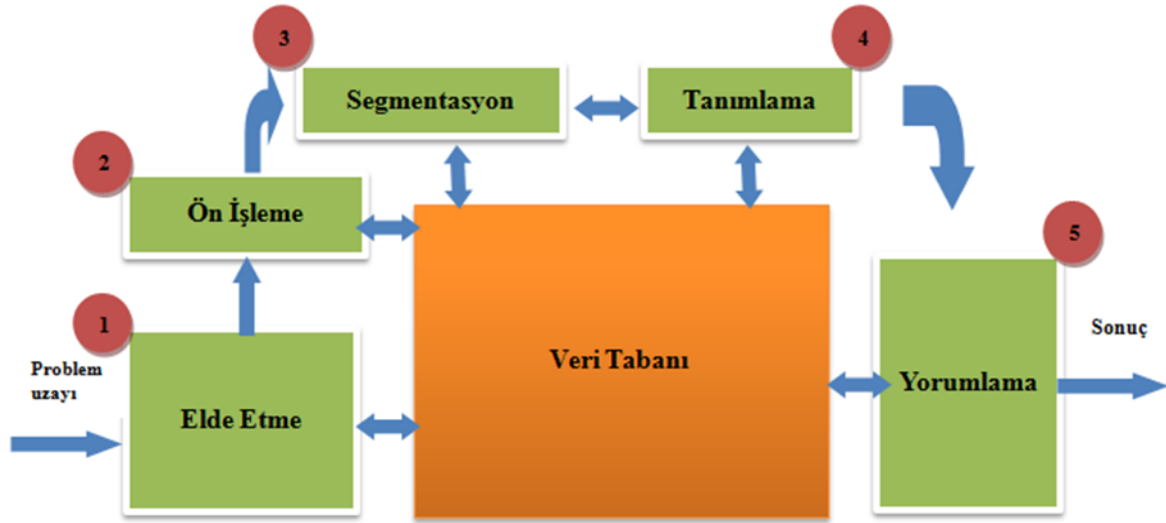 3
Segmentasyon
4
Tanımlama
2
Ön İşleme
5
1
Problem
uzayı
Elde Etme
Veri Tabanı
Yorumlama
Sonuç